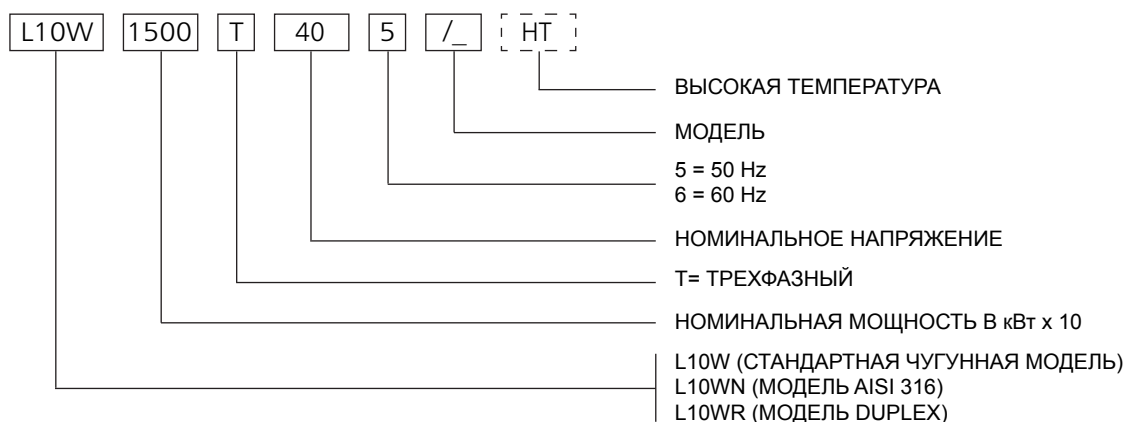 L10W 1500 T 40 5 /_ HT
ВЫСОКАЯ ТЕМПЕРАТУРА
МОДЕЛЬ
5 = 50 Hz
6 = 60 Hz
НОМИНАЛЬНОЕ НАПРЯЖЕНИЕ
T= ТРЕХФАЗНЫЙ
НОМИНАЛЬНАЯ МОЩНОСТЬ В кВт x 10
L10W (СТАНДАРТНАЯ ЧУГУННАЯ МОДЕЛЬ)
L10WN (МОДЕЛЬ AISI 316)
L10WR (МОДЕЛЬ DUPLEX)